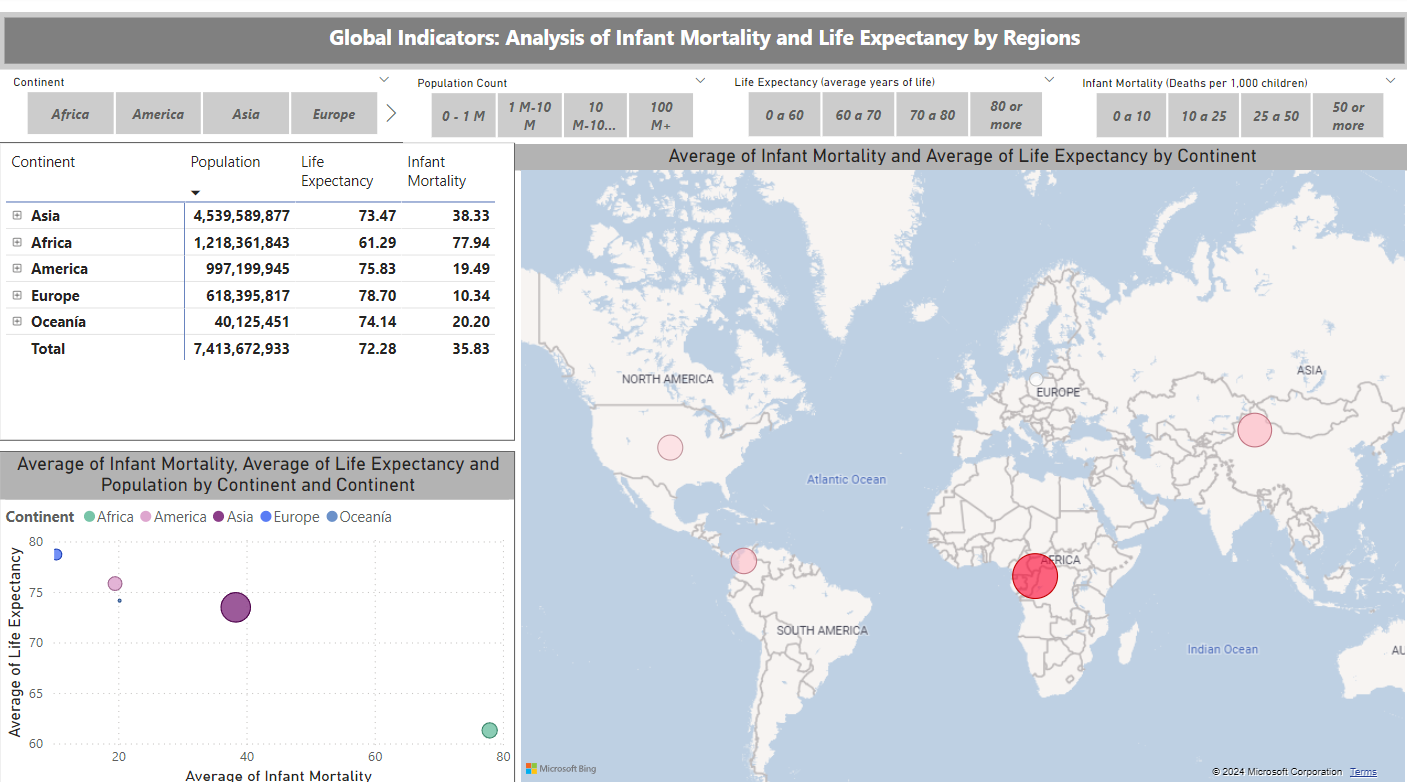 Global Indicators: Analysis of Infant Mortality and Life Expectancy by Regions
Continent
Africa
America
Asia
Europe
Population Count
0 - 1 M
1 M-10
M
10
M-10...
100
M+
Life Expectancy (average years of life)
0 a 60
60 a 70
70 a 80
80 or
more
Infant Mortality (Deaths per 1,000 children)
0 a 10
10 a 25
25 a 50
50 or
more
Continent Population Life Infant
Expectancy Mortality
Asia 4,539,589,877 73.47 38.33
Africa 1,218,361,843 61.29 77.94
America 997,199,945 75.83 19.49
Europe 618,395,817 78.70 10.34
Oceanía 40,125,451 74.14 20.20
Total 7,413,672,933 72.28 35.83
Average of Infant Mortality, Average of Life Expectancy and
Population by Continent and Continent
Continent Africa America Asia Europe Oceanía
Average of Life Expectancy
80
75
70
65
60
20 40 60 80
Average of Infant Mortality
Average of Infant Mortality and Average of Life Expectancy by Continent
NORTH AMERICA
ASIA
EUROPE
Atlantic Ocean
AFRICA
SOUTH AMERICA
Indian Ocean
AU
Microsoft Bing
© 2024 Microsoft Corporation Terms